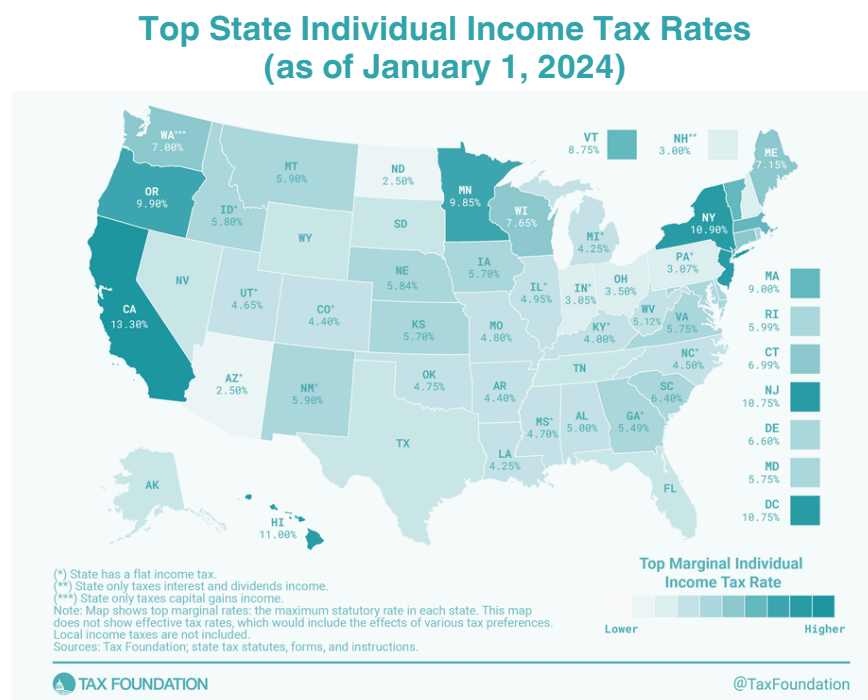 Top State Individual Income Tax Rates
(as of January 1, 2024)
WA***
7.00%
OR
9.90%
CA
13.30%
NV
ID*
5.80%
MT
5.90%
WY
UT*
4.65%
AZ*
2.50%
CO*
4.40%
NM*
5.90%
ND
2.50%
SD
NE
5.84%
KS
5.70%
OK
4.75%
TX
MN
9.85%
IA
5.70%
MO
4.80%
AR
4.40%
LA
4.25%
WI
7.65%
IL*
4.95%
MI*
4.25%
IN*
3.05%
OH
3.50%
KY*
4.00%
TN
MS*
4.70%
AL
5.00%
GA*
5.49%
FL
SC
6.40%
NC*
4.50%
VA
5.75%
WV
5.12%
PA*
3.07%
NY
10.90%
ME
7.15%
VT
8.75%
NH**
3.00%
MA
9.00%
RI
5.99%
CT
6.99%
NJ
10.75%
DE
6.60%
MD
5.75%
DC
10.75%
AK
HI
11.00%
(*) State has a flat income tax.
(**) State only taxes interest and dividends income.
(***) State only taxes capital gains income.
Note: Map shows top marginal rates: the maximum statutory rate in each state. This map
does not show effective tax rates, which would include the effects of various tax preferences.
Local income taxes are not included.
Sources: Tax Foundation; state tax statutes, forms, and instructions.
Top Marginal Individual
Income Tax Rate
Lower
Higher
TAX FOUNDATION
@TaxFoundation